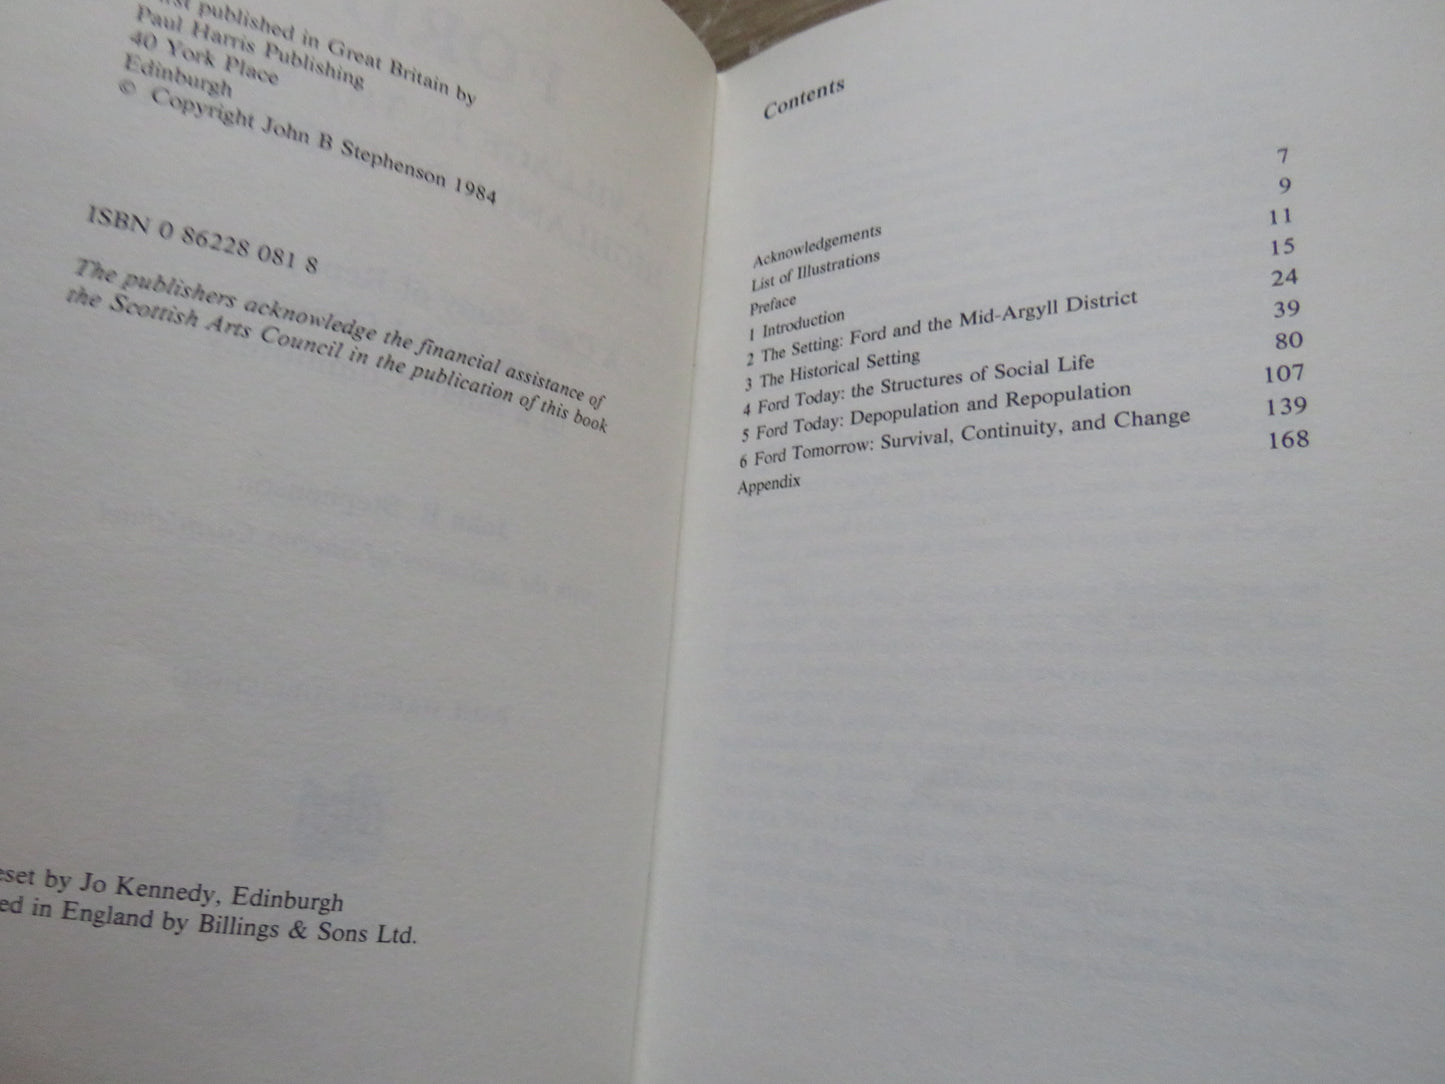 published in Great Britain by
Paul Harris Publishing
40 York Place
Edinburgh
© Copyright John B Stephenson 1984
ISBN 0 86228 081 8
The publishers acknowledge the financial assistance of
the Scottish Arts Council in the publication of this book
eset by Jo Kennedy, Edinburgh
ed in England by Billings & Sons Ltd.
Contents
Acknowledgements 7
List of Illustrations 9
Preface 11
1 Introduction 15
2 The Setting: Ford and the Mid-Argyll District 24
3 The Historical Setting 39
4 Ford Today: the Structures of Social Life 80
5 Ford Today: Depopulation and Repopulation 107
6 Ford Tomorrow: Survival, Continuity, and Change 139
Appendix 168